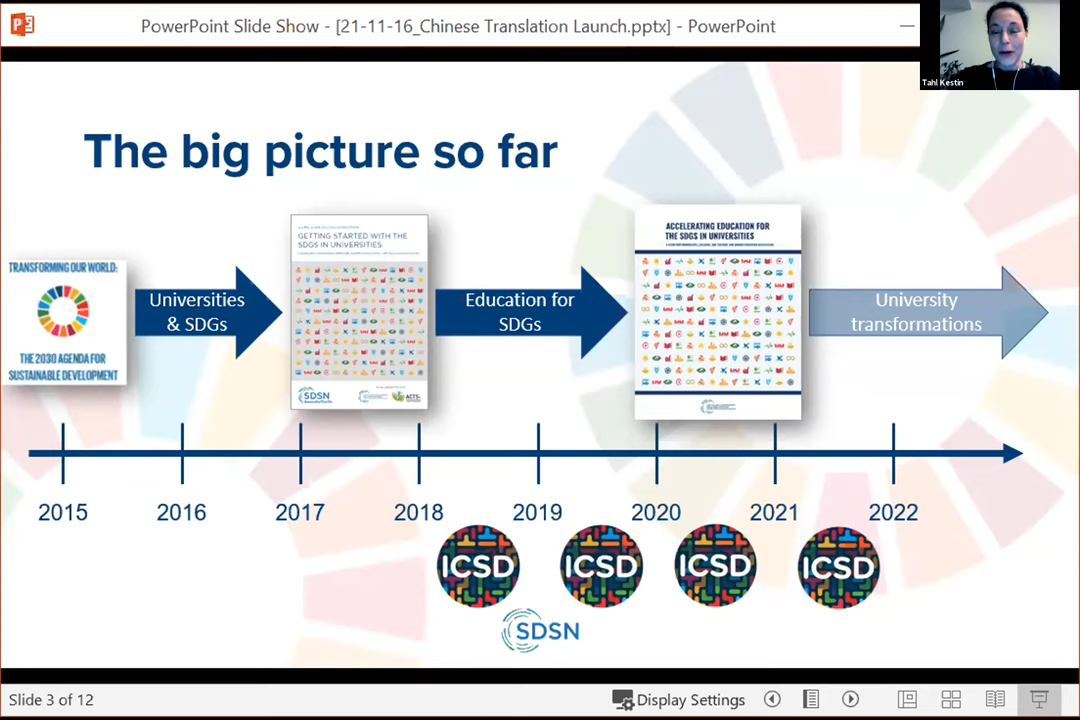 PowerPoint Slide Show - [21-11-16_Chinese Translation Launch.pptx] - PowerPoint
Tahl Kestin
The big picture so far
TRANSFORMING OUR WORLD:
THE 2030 AGENDA FOR
SUSTAINABLE DEVELOPMENT
Universities
& SDGs
GETTING STARTED WITH THE
SDGS IN UNIVERSITIES
SDSN
ACTS
Education for
SDGs
ACCELERATING EDUCATION FOR
THE SDGS IN UNIVERSITIES
University
transformations
2015 2016 2017 2018 2019 2020 2021 2022
ICSD ICSD ICSD ICSD
SDSN
Slide 3 of 12
Display Settings